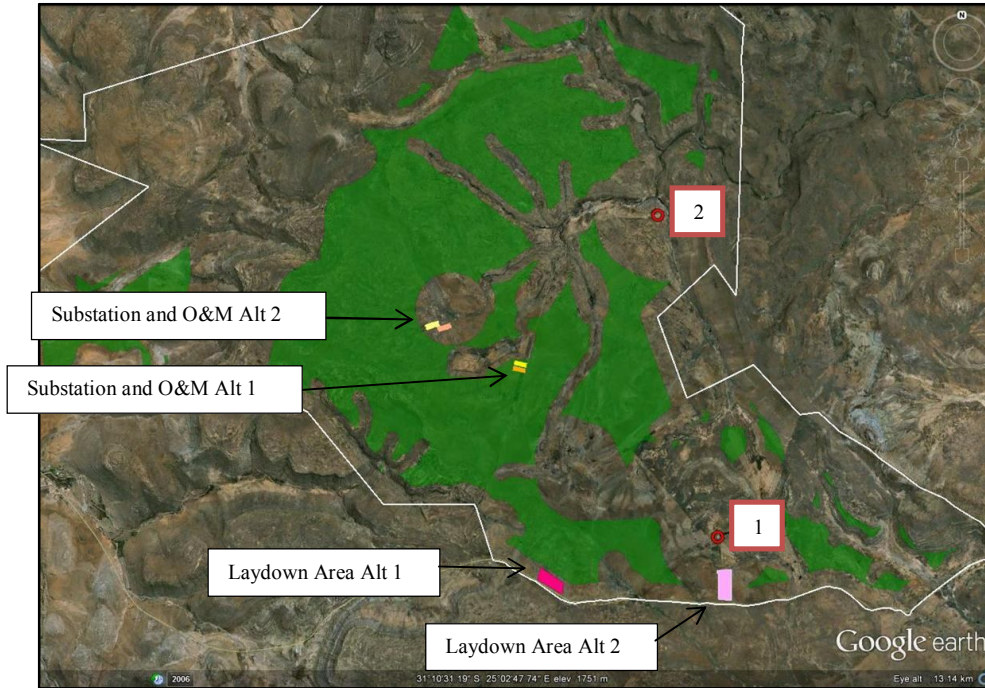 N
2
Substation and O&M Alt 2
Substation and O&M Alt 1
1
Laydown Area Alt 1
Laydown Area Alt 2
Google earth
2006
31°10'31 19" S 25°02'47 74" E elev 1751 m
Eye alt 13 14 km